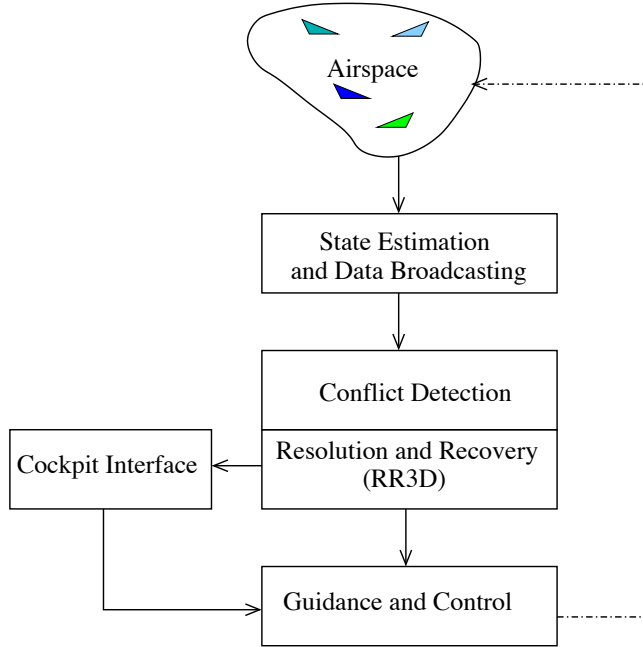 Airspace
State Estimation
and Data Broadcasting
Conflict Detection
Resolution and Recovery
(RR3D)
Cockpit Interface
Guidance and Control